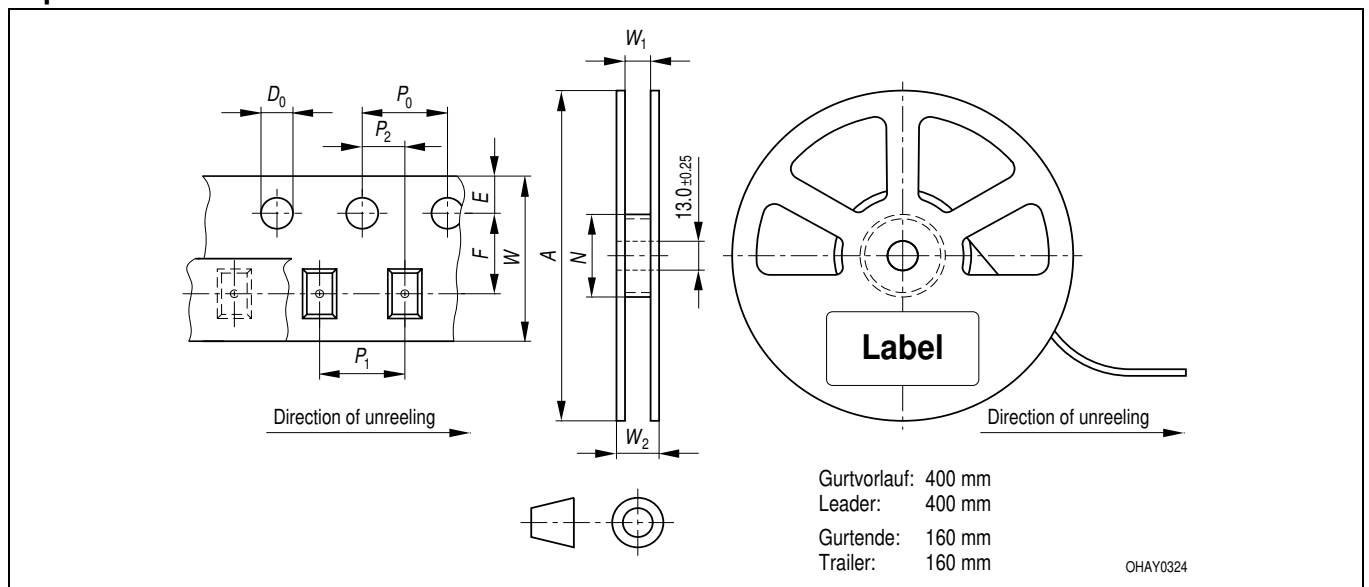 W₁
D₀
P₀
P₂
E
F
W
A
N
13.0 ±0.25
P₁
W₂
Label
Direction of unreeling
Direction of unreeling
Gurtvorlauf: 400 mm
Leader: 400 mm
Gurtende: 160 mm
Trailer: 160 mm
OHAY0324